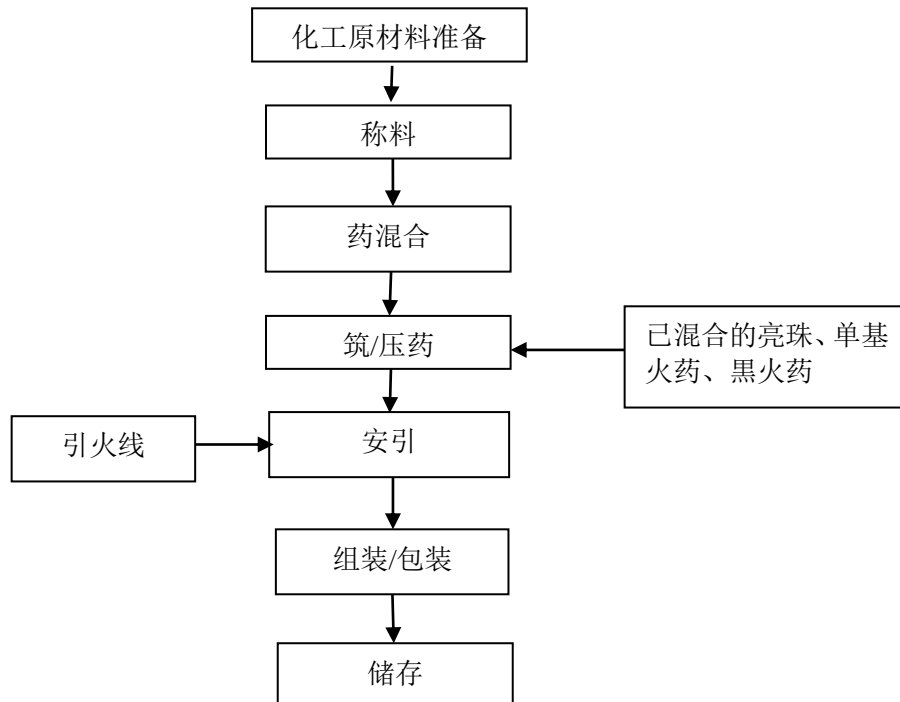 化工原材料准备
称料
药混合
筑/压药
已混合的亮珠、单基
火药、黑火药
引火线
安引
组装/包装
储存